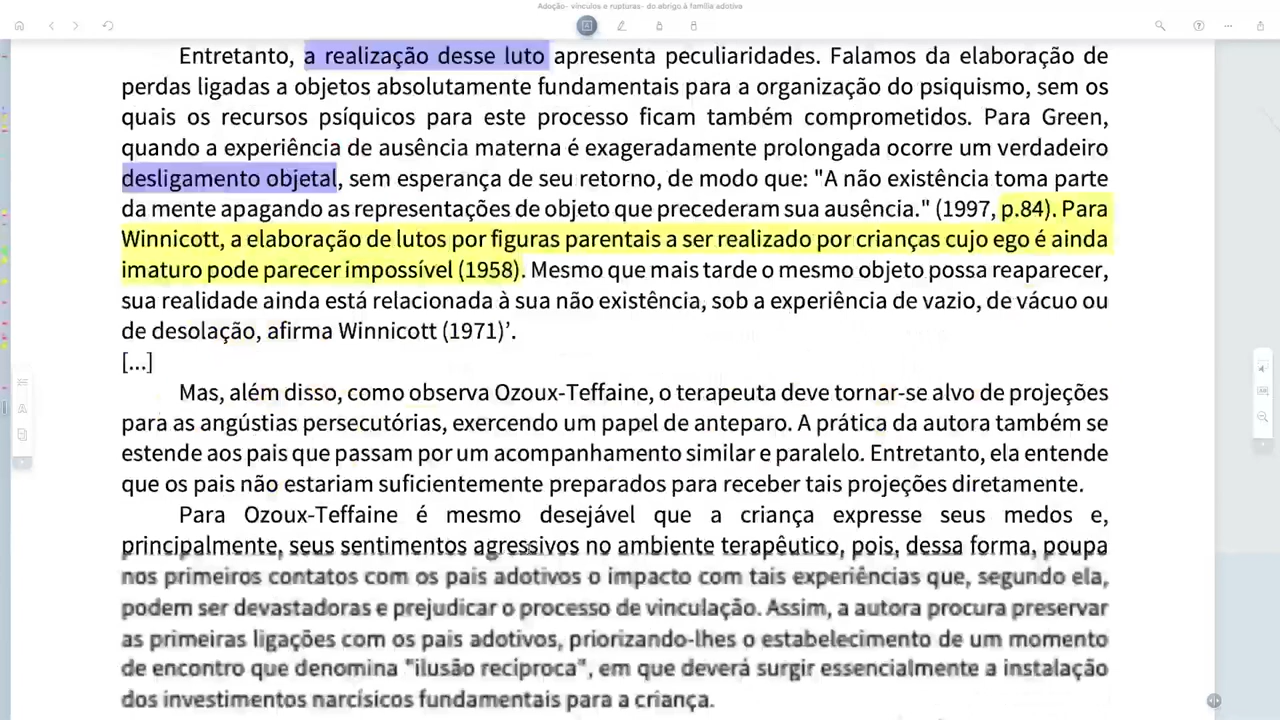 Adoção- vínculos e rupturas- do abrigo à família adotiva
Entretanto, a realização desse luto apresenta peculiaridades. Falamos da elaboração de
perdas ligadas a objetos absolutamente fundamentais para a organização do psiquismo, sem os
quais os recursos psíquicos para este processo ficam também comprometidos. Para Green,
quando a experiência de ausência materna é exageradamente prolongada ocorre um verdadeiro
desligamento objetal, sem esperança de seu retorno, de modo que: "A não existência toma parte
da mente apagando as representações de objeto que precederam sua ausência." (1997, p.84). Para
Winnicott, a elaboração de lutos por figuras parentais a ser realizado por crianças cujo ego é ainda
imaturo pode parecer impossível (1958). Mesmo que mais tarde o mesmo objeto possa reaparecer,
sua realidade ainda está relacionada à sua não existência, sob a experiência de vazio, de vácuo ou
de desolação, afirma Winnicott (1971)’.
[...]
Mas, além disso, como observa Ozoux-Teffaine, o terapeuta deve tornar-se alvo de projeções
para as angústias persecutórias, exercendo um papel de anteparo. A prática da autora também se
estende aos pais que passam por um acompanhamento similar e paralelo. Entretanto, ela entende
que os pais não estariam suficientemente preparados para receber tais projeções diretamente.
Para Ozoux-Teffaine é mesmo desejável que a criança expresse seus medos e,
principalmente, seus sentimentos agressivos no ambiente terapêutico, pois, dessa forma, poupa
nos primeiros contatos com os pais adotivos o impacto com tais experiências que, segundo ela,
podem ser devastadoras e prejudicar o processo de vinculação. Assim, a autora procura preservar
as primeiras ligações com os pais adotivos, priorizando-lhes o estabelecimento de um momento
de encontro que denomina "ilusão recíproca", em que deverá surgir essencialmente a instalação
dos investimentos narcísicos fundamentais para a criança.